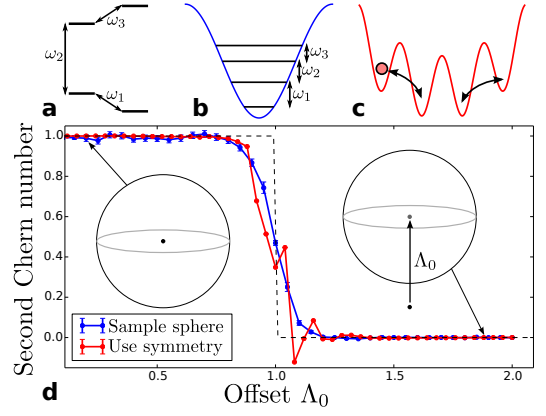 ω₃
ω₂
ω₁
a
ω₃
ω₂
ω₁
b
c
Second Chern number
1.0
0.8
0.6
0.4
0.2
0.0
Λ₀
Sample sphere
Use symmetry
0.5
1.0
1.5
2.0
d
Offset Λ₀